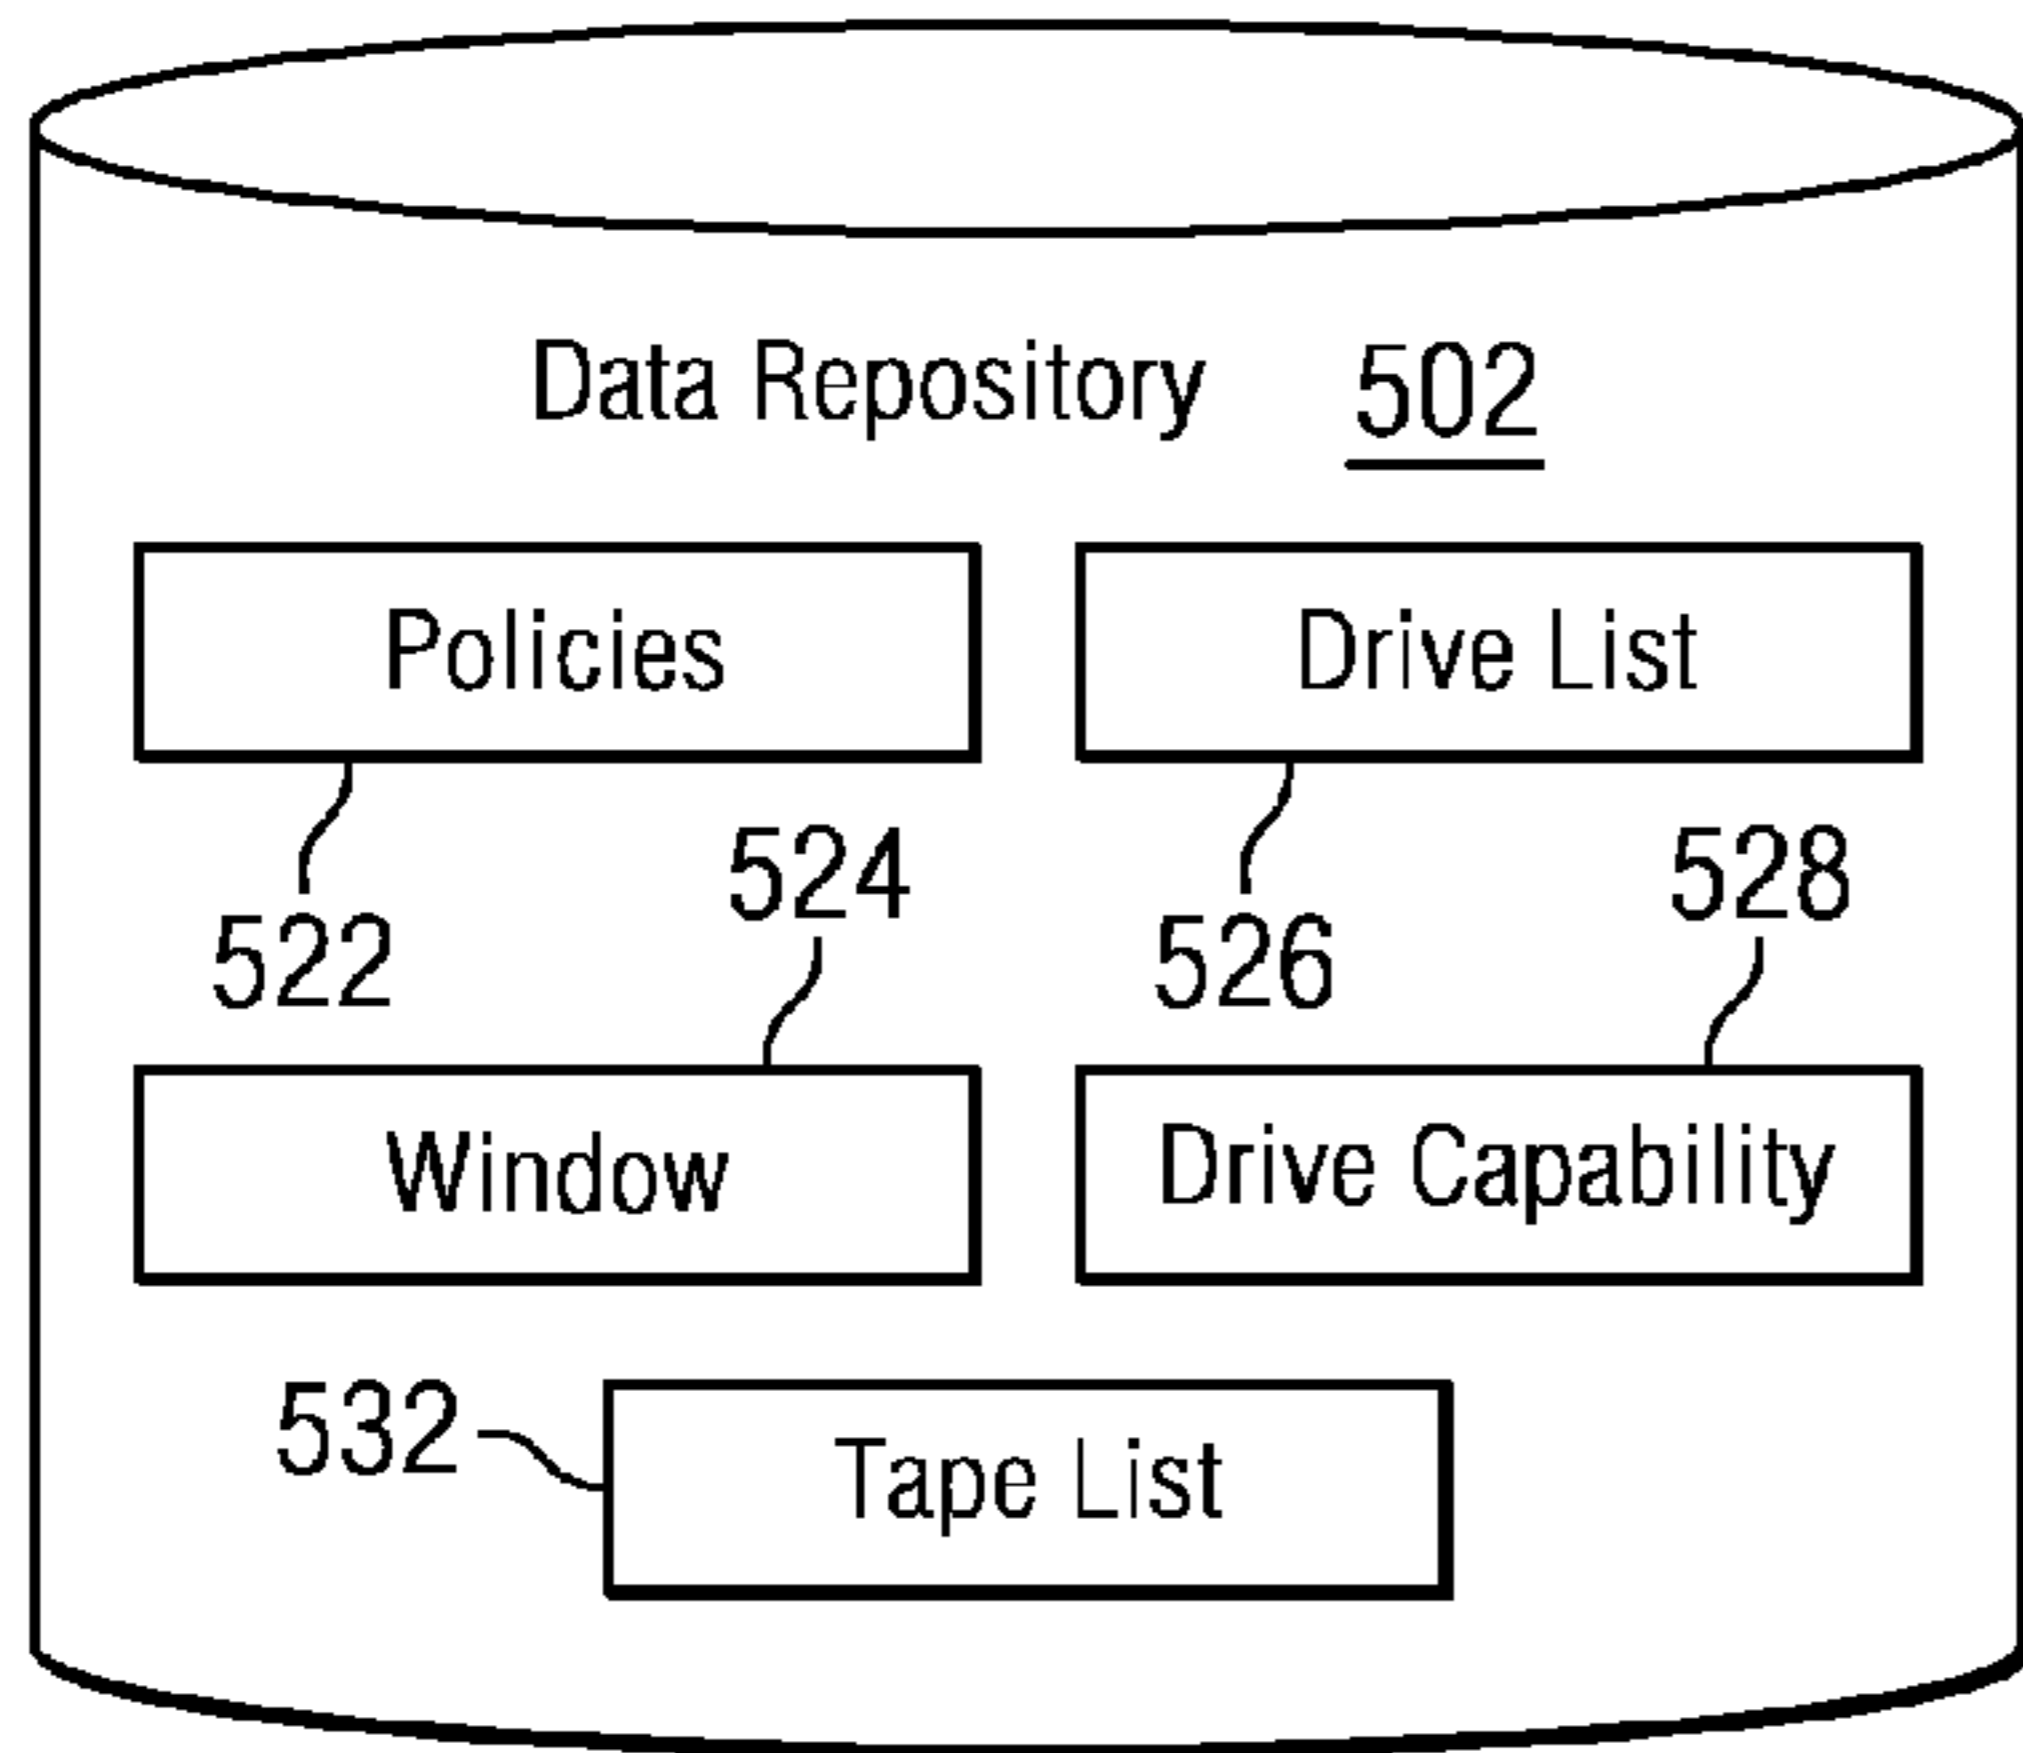 Data Repository 502
Policies
Drive List
522
524
526
528
Window
Drive Capability
532
Tape List